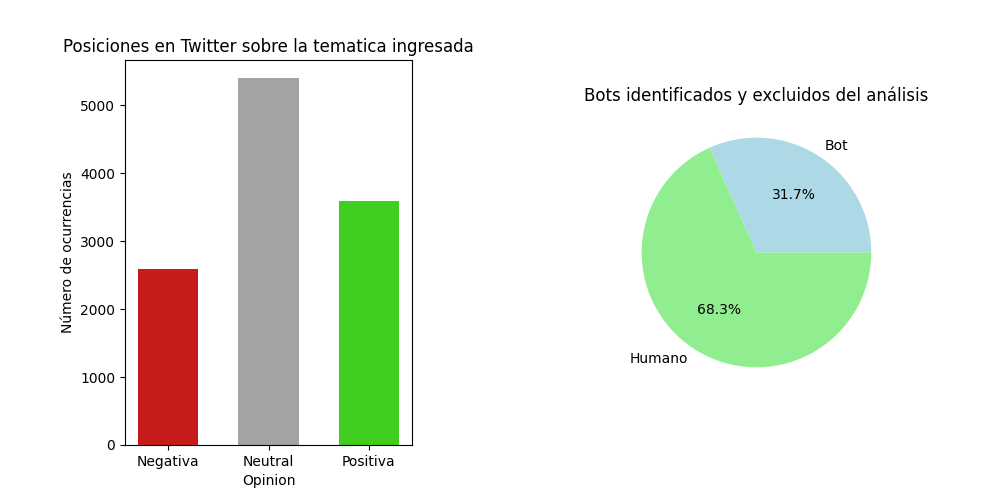 Posiciones en Twitter sobre la tematica ingresada
Número de ocurrencias
5000
4000
3000
2000
1000
0
Negativa
Neutral
Positiva
Opinion
Bots identificados y excluidos del análisis
Bot
31.7%
68.3%
Humano